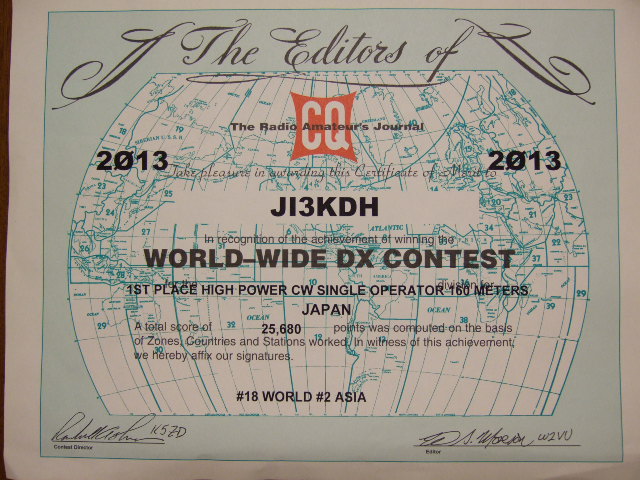 The Editors of
CQ
The Radio Amateur's Journal
2013 2013
Take pleasure in awarding this Certificate of Merit to
JI3KDH
In recognition of the achievement of winning the
WORLD-WIDE DX CONTEST
1ST PLACE HIGH POWER CW SINGLE OPERATOR 160 METERS
division in
JAPAN
A total score of 25,680 points was computed on the basis
of Zones, Countries and Stations worked. In witness of this achievement,
we hereby affix our signatures.
#18 WORLD #2 ASIA
K5ZD W2VU
Contest Director Editor